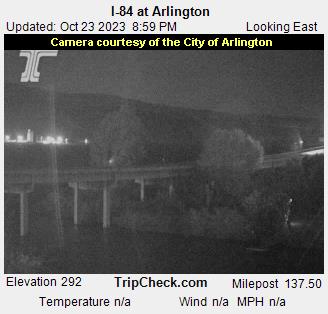 I-84 at Arlington
Updated: Oct 23 2023 8:59 PM Looking East
Camera courtesy of the City of Arlington
Elevation 292 TripCheck.com Milepost 137.50
Temperature n/a Wind n/a MPH n/a